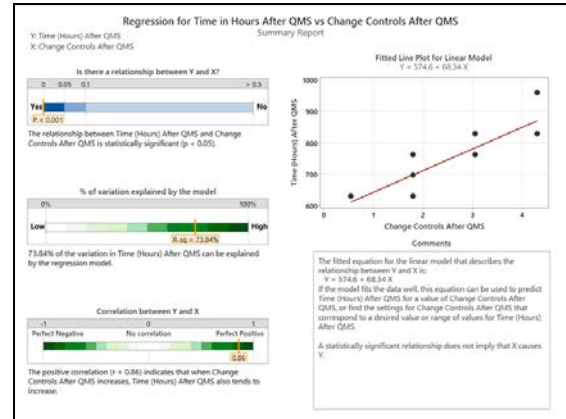 Regression for Time in Hours After QMS vs Change Controls After QMS
Summary Report
Y: Time (Hours) After QMS
X: Change Controls After QMS
Is there a relationship between Y and X?
0 0.05 0.1 > 0.5
Yes No
P < 0.001
The relationship between Time (Hours) After QMS and Change
Controls After QMS is statistically significant (p < 0.05).
% of variation explained by the model
0% 100%
Low High
R-sq = 73.84%
73.84% of the variation in Time (Hours) After QMS can be explained
by the regression model.
Correlation between Y and X
-1 0 1
Perfect Negative No correlation Perfect Positive
0.86
The positive correlation (r = 0.86) indicates that when Change
Controls After QMS increases, Time (Hours) After QMS also tends to
increase.
Fitted Line Plot for Linear Model
Y = 574.6 + 68.34 X
Time (Hours) After QMS
1000
900
800
700
600
0 1 2 3 4
Change Controls After QMS
Comments
The fitted equation for the linear model that describes the
relationship between Y and X is:
Y = 574.6 + 68.34 X
If the model fits the data well, this equation can be used to predict
Time (Hours) After QMS for a value of Change Controls After
QMS, or find the settings for Change Controls After QMS that
correspond to a desired value or range of values for Time (Hours)
After QMS.
A statistically significant relationship does not imply that X causes
Y.